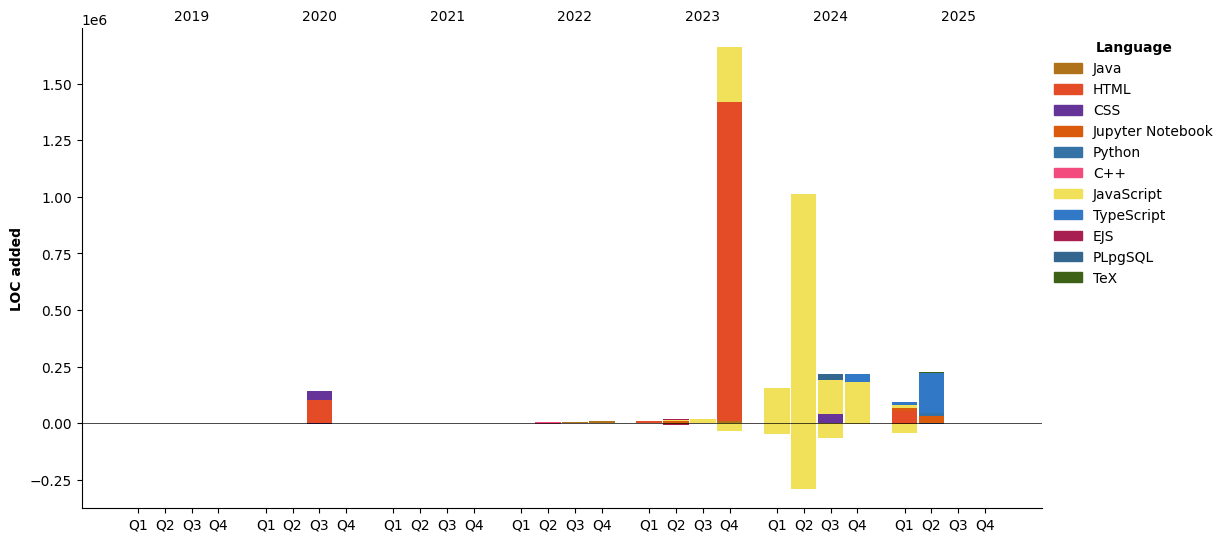 1e6
2019 2020 2021 2022 2023 2024 2025
LOC added
1.50
1.25
1.00
0.75
0.50
0.25
0.00
−0.25
Q1 Q2 Q3 Q4 Q1 Q2 Q3 Q4 Q1 Q2 Q3 Q4 Q1 Q2 Q3 Q4 Q1 Q2 Q3 Q4 Q1 Q2 Q3 Q4 Q1 Q2 Q3 Q4
Language
Java
HTML
CSS
Jupyter Notebook
Python
C++
JavaScript
TypeScript
EJS
PLpgSQL
TeX